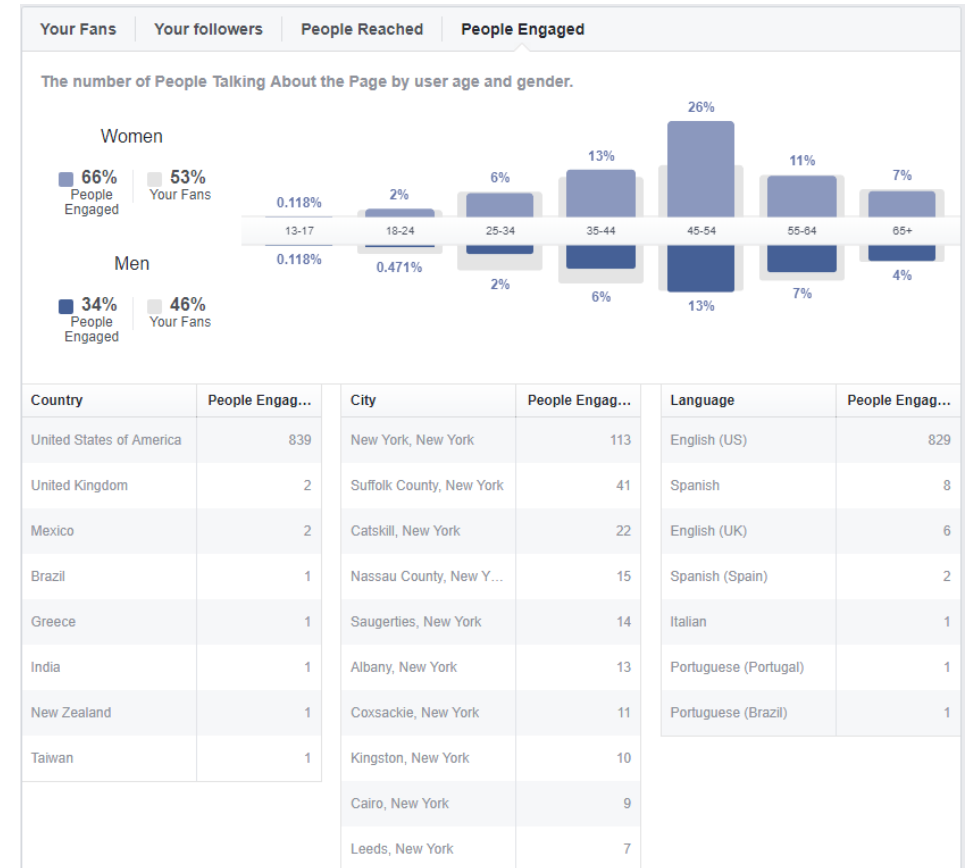 Your Fans Your followers People Reached People Engaged
The number of People Talking About the Page by user age and gender.
Women
66% People Engaged
53% Your Fans
0.118% 2% 6% 13% 26% 11% 7%
13-17 18-24 25-34 35-44 45-54 55-64 65+
0.118% 0.471% 2% 6% 13% 7% 4%
Men
34% People Engaged
46% Your Fans
Country People Engag... City People Engag... Language People Engag...
United States of America 839 New York, New York 113 English (US) 829
United Kingdom 2 Suffolk County, New York 41 Spanish 8
Mexico 2 Catskill, New York 22 English (UK) 6
Brazil 1 Nassau County, New Y... 15 Spanish (Spain) 2
Greece 1 Saugerties, New York 14 Italian 1
India 1 Albany, New York 13 Portuguese (Portugal) 1
New Zealand 1 Coxsackie, New York 11 Portuguese (Brazil) 1
Taiwan 1 Kingston, New York 10
Cairo, New York 9
Leeds, New York 7